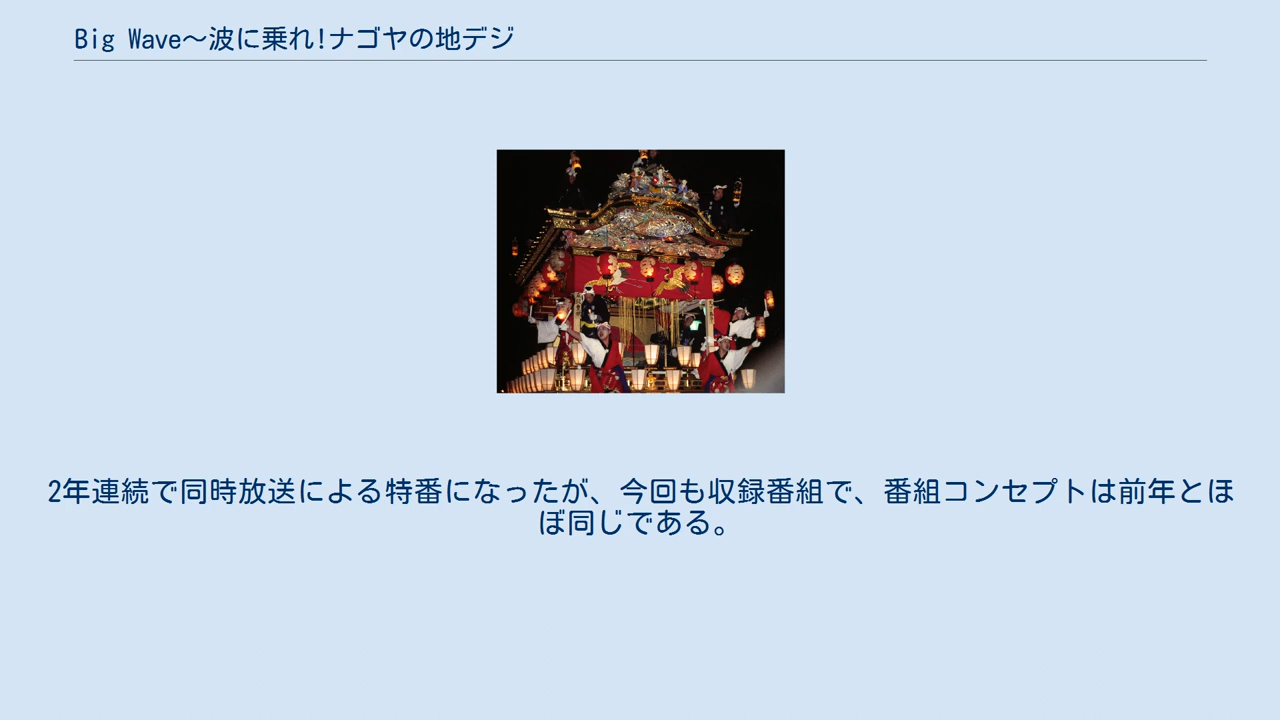 Big Wave〜波に乗れ!ナゴヤの地デジ
2年連続で同時放送による特番になったが、今回も収録番組で、番組コンセプトは前年とほ
ぼ同じである。